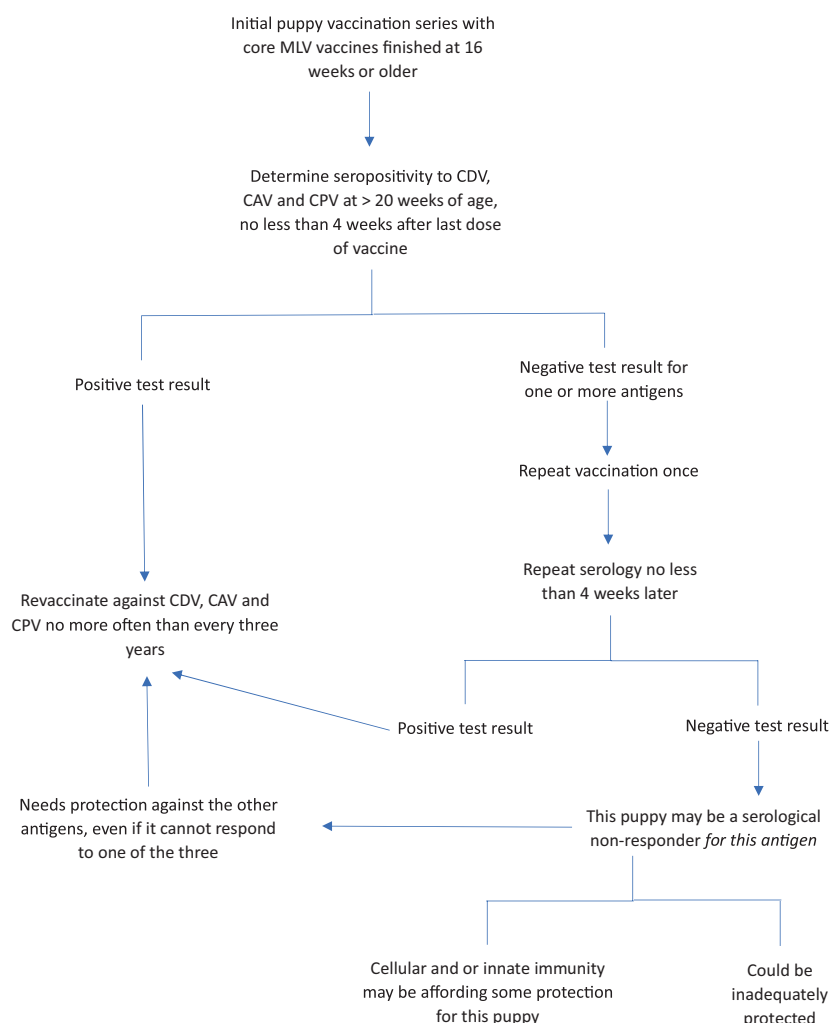 Initial puppy vaccination series with
core MLV vaccines finished at 16
weeks or older
Determine seropositivity to CDV,
CAV and CPV at > 20 weeks of age,
no less than 4 weeks after last dose
of vaccine
Positive test result
Negative test result for
one or more antigens
Repeat vaccination once
Repeat serology no less
than 4 weeks later
Revaccinate against CDV, CAV and
CPV no more often than every three
years
Positive test result
Negative test result
Needs protection against the other
antigens, even if it cannot respond
to one of the three
This puppy may be a serological
non-responder for this antigen
Cellular and or innate immunity
may be affording some protection
for this puppy
Could be
inadequately
protected